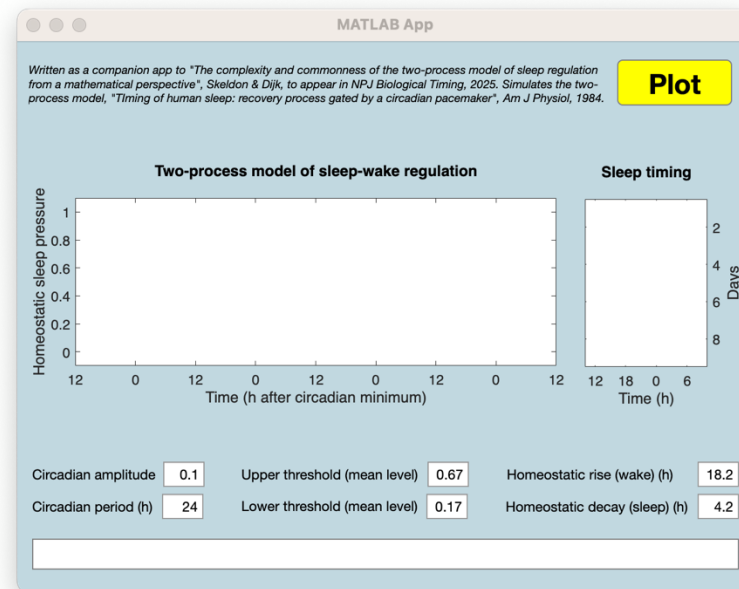 MATLAB App
Written as a companion app to "The complexity and commonness of the two-process model of sleep regulation
from a mathematical perspective", Skeldon & Dijk, to appear in NPJ Biological Timing, 2025. Simulates the two-
process model, "TIming of human sleep: recovery process gated by a circadian pacemaker", Am J Physiol, 1984.
Plot
Two-process model of sleep-wake regulation
Homeostatic sleep pressure
1
0.8
0.6
0.4
0.2
0
12 0 12 0 12 0 12 0 12
Time (h after circadian minimum)
Sleep timing
2
4
6
8
Days
12 18 0 6
Time (h)
Circadian amplitude 0.1 Upper threshold (mean level) 0.67 Homeostatic rise (wake) (h) 18.2
Circadian period (h) 24 Lower threshold (mean level) 0.17 Homeostatic decay (sleep) (h) 4.2